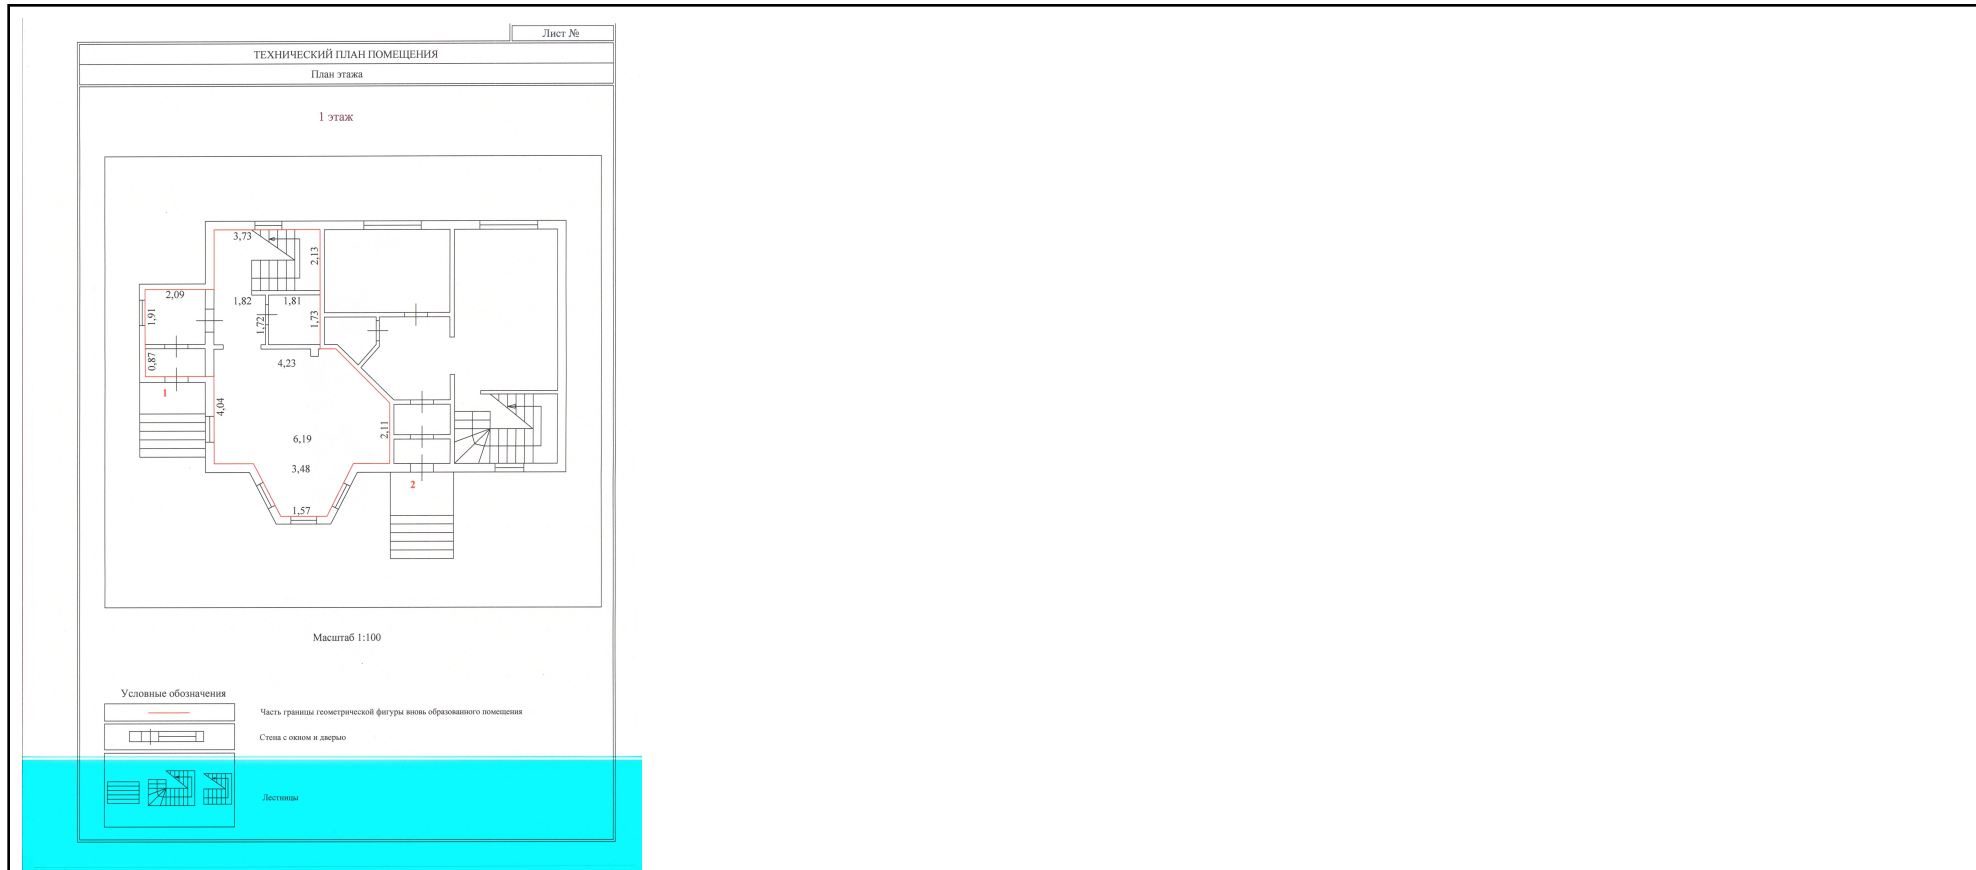 Лист №
ТЕХНИЧЕСКИЙ ПЛАН ПОМЕЩЕНИЯ
План этажа
1 этаж
3,73
2,13
2,09
1,82
1,81
1,91
1,72
1,73
0,87
4,23
1
4,04
2,11
6,19
3,48
2
1,57
Масштаб 1:100
Условные обозначения
Часть границы геометрической фигуры вновь образованного помещения
Стена с окном и дверью
Лестницы